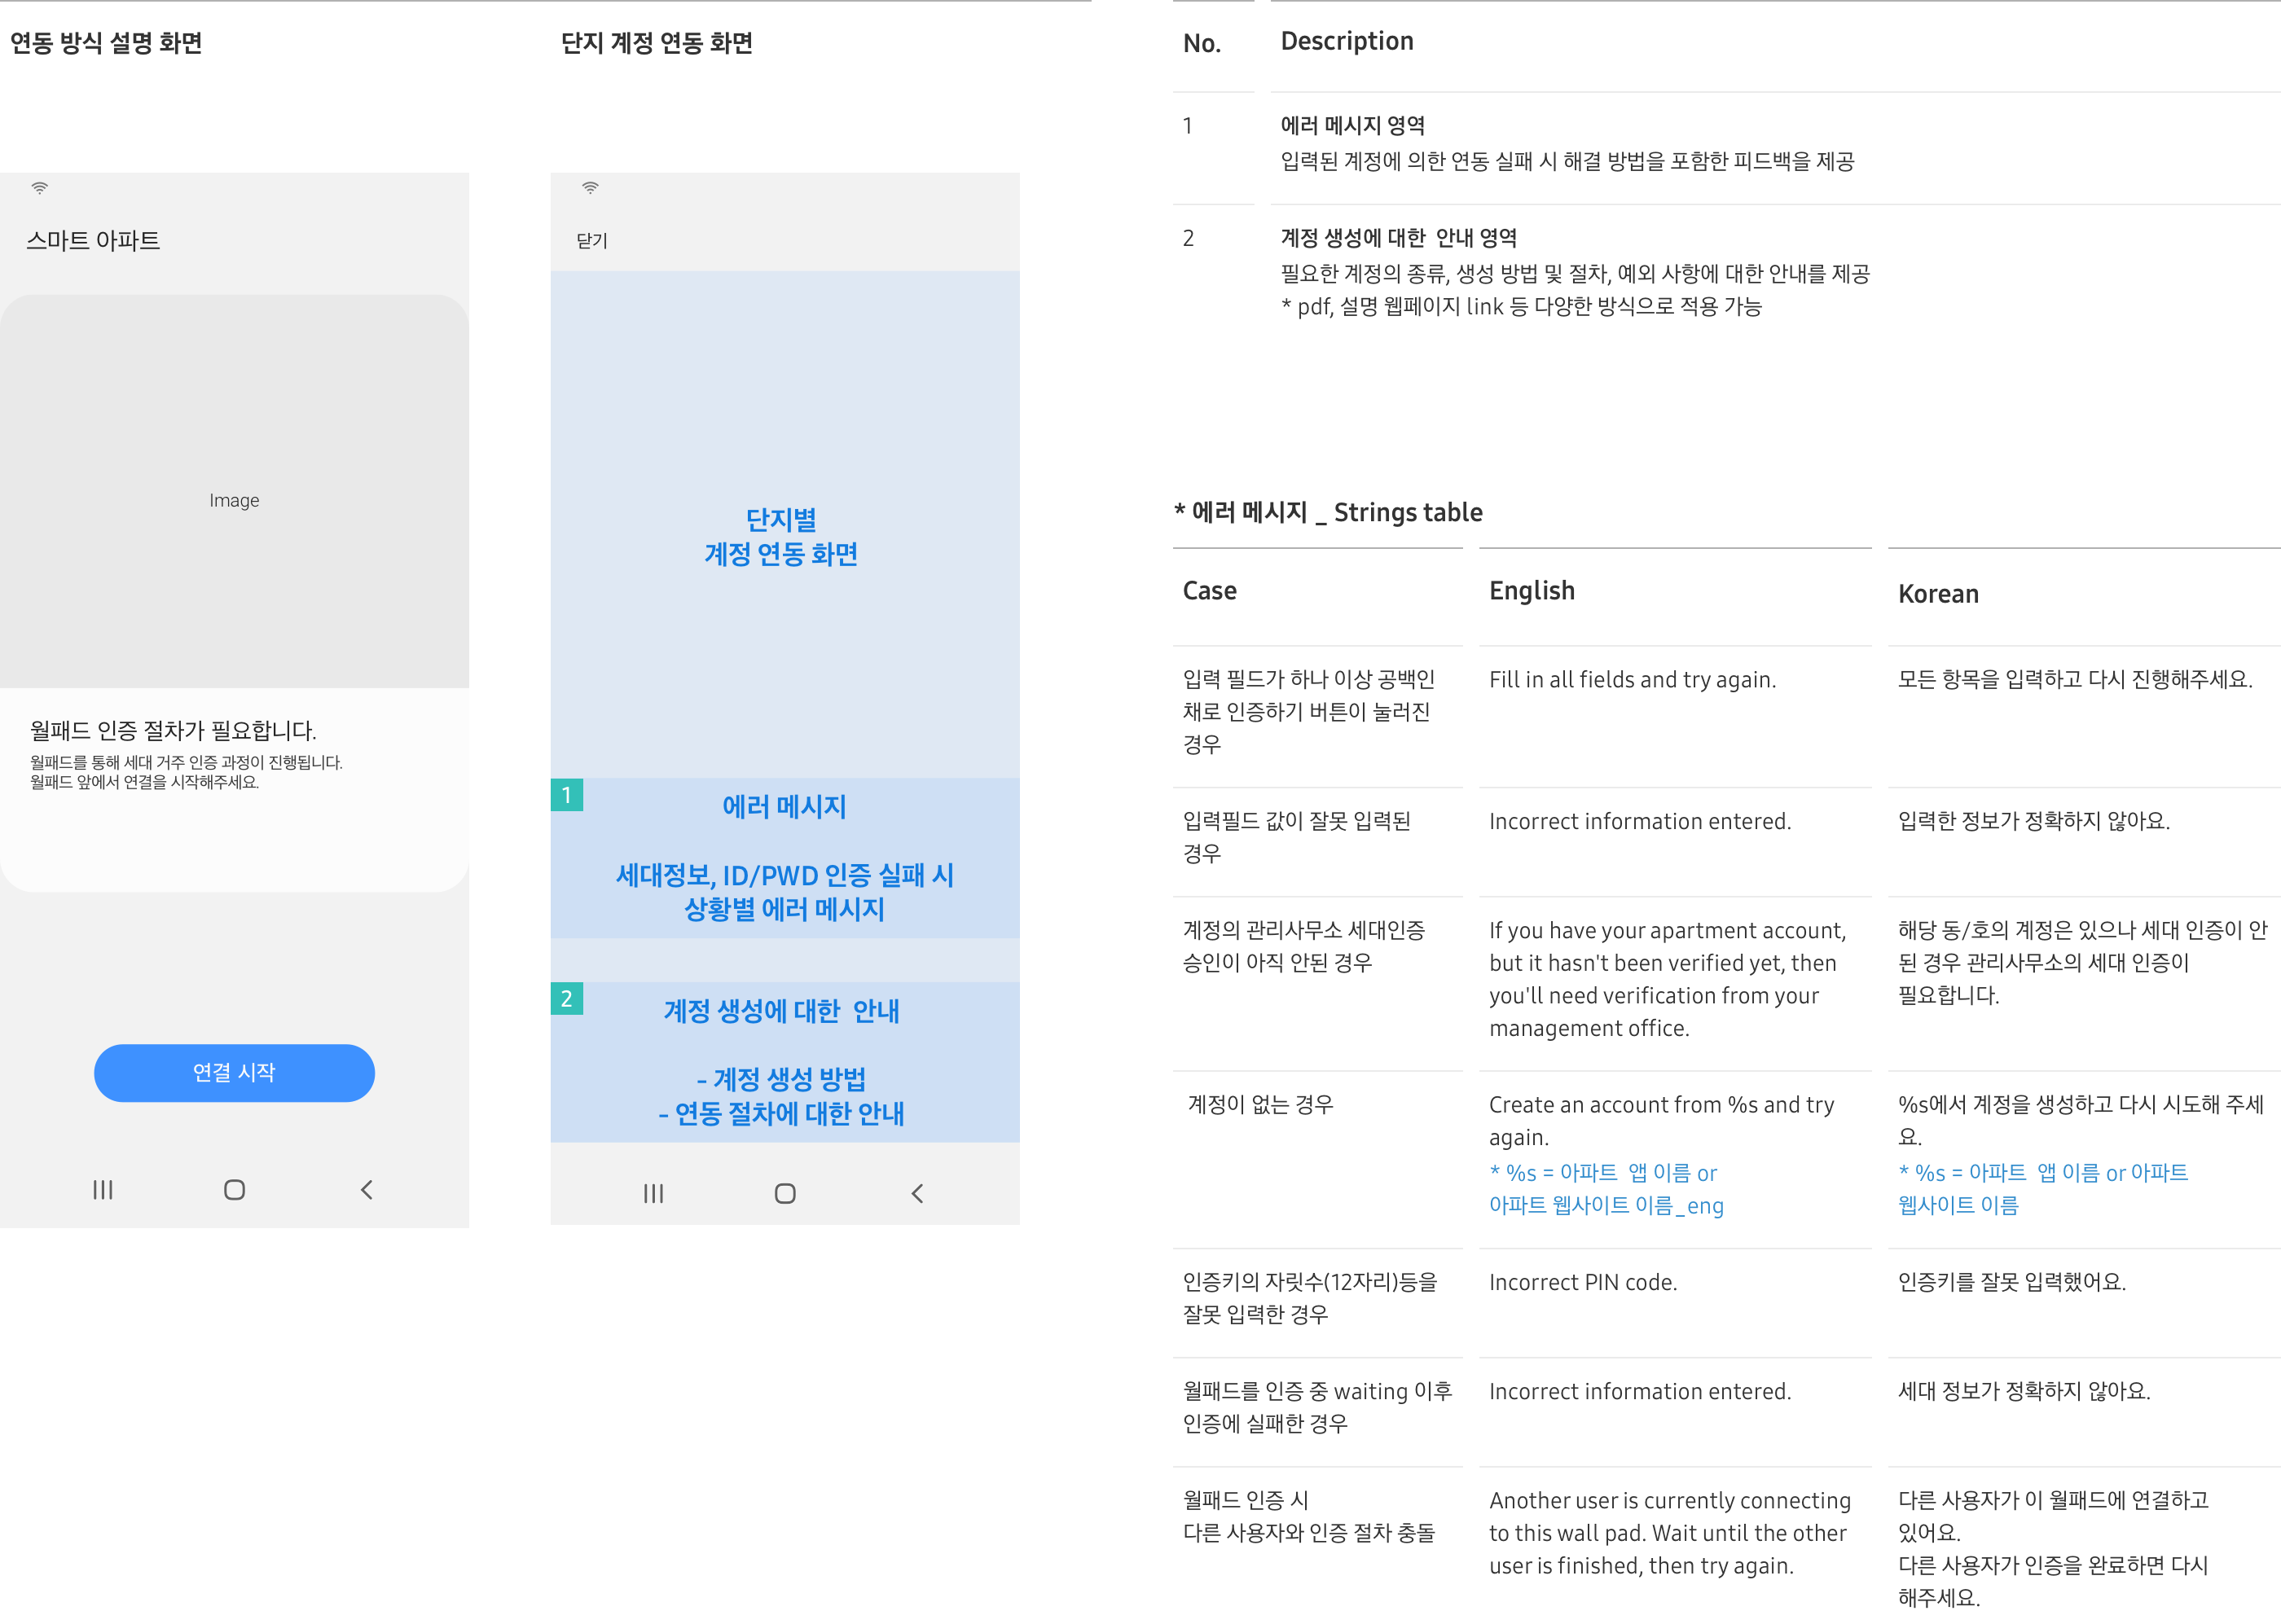 연동 방식 설명 화면
스마트 아파트
Image
월패드 인증 절차가 필요합니다.
월패드를 통해 세대 거주 인증 과정이 진행됩니다.
월패드 앞에서 연결을 시작해주세요.
연결 시작
단지 계정 연동 화면
닫기
단지별
계정 연동 화면
1
에러 메시지
세대정보, ID/PWD 인증 실패 시
상황별 에러 메시지
2
계정 생성에 대한 안내
- 계정 생성 방법
- 연동 절차에 대한 안내
No.
Description
1
에러 메시지 영역
입력된 계정에 의한 연동 실패 시 해결 방법을 포함한 피드백을 제공
2
계정 생성에 대한 안내 영역
필요한 계정의 종류, 생성 방법 및 절차, 예외 사항에 대한 안내를 제공
* pdf, 설명 웹페이지 link 등 다양한 방식으로 적용 가능
* 에러 메시지 _ Strings table
Case
English
Korean
입력 필드가 하나 이상 공백인
채로 인증하기 버튼이 눌러진
경우
Fill in all fields and try again.
모든 항목을 입력하고 다시 진행해주세요.
입력필드 값이 잘못 입력된
경우
Incorrect information entered.
입력한 정보가 정확하지 않아요.
계정의 관리사무소 세대인증
승인이 아직 안된 경우
If you have your apartment account,
but it hasn't been verified yet, then
you'll need verification from your
management office.
해당 동/호의 계정은 있으나 세대 인증이 안
된 경우 관리사무소의 세대 인증이
필요합니다.
계정이 없는 경우
Create an account from %s and try
again.
* %s = 아파트 앱 이름 or
아파트 웹사이트 이름_eng
%s에서 계정을 생성하고 다시 시도해 주세
요.
* %s = 아파트 앱 이름 or 아파트
웹사이트 이름
인증키의 자릿수(12자리)등을
잘못 입력한 경우
Incorrect PIN code.
인증키를 잘못 입력했어요.
월패드를 인증 중 waiting 이후
인증에 실패한 경우
Incorrect information entered.
세대 정보가 정확하지 않아요.
월패드 인증 시
다른 사용자와 인증 절차 충돌
Another user is currently connecting
to this wall pad. Wait until the other
user is finished, then try again.
다른 사용자가 이 월패드에 연결하고
있어요.
다른 사용자가 인증을 완료하면 다시
해주세요.